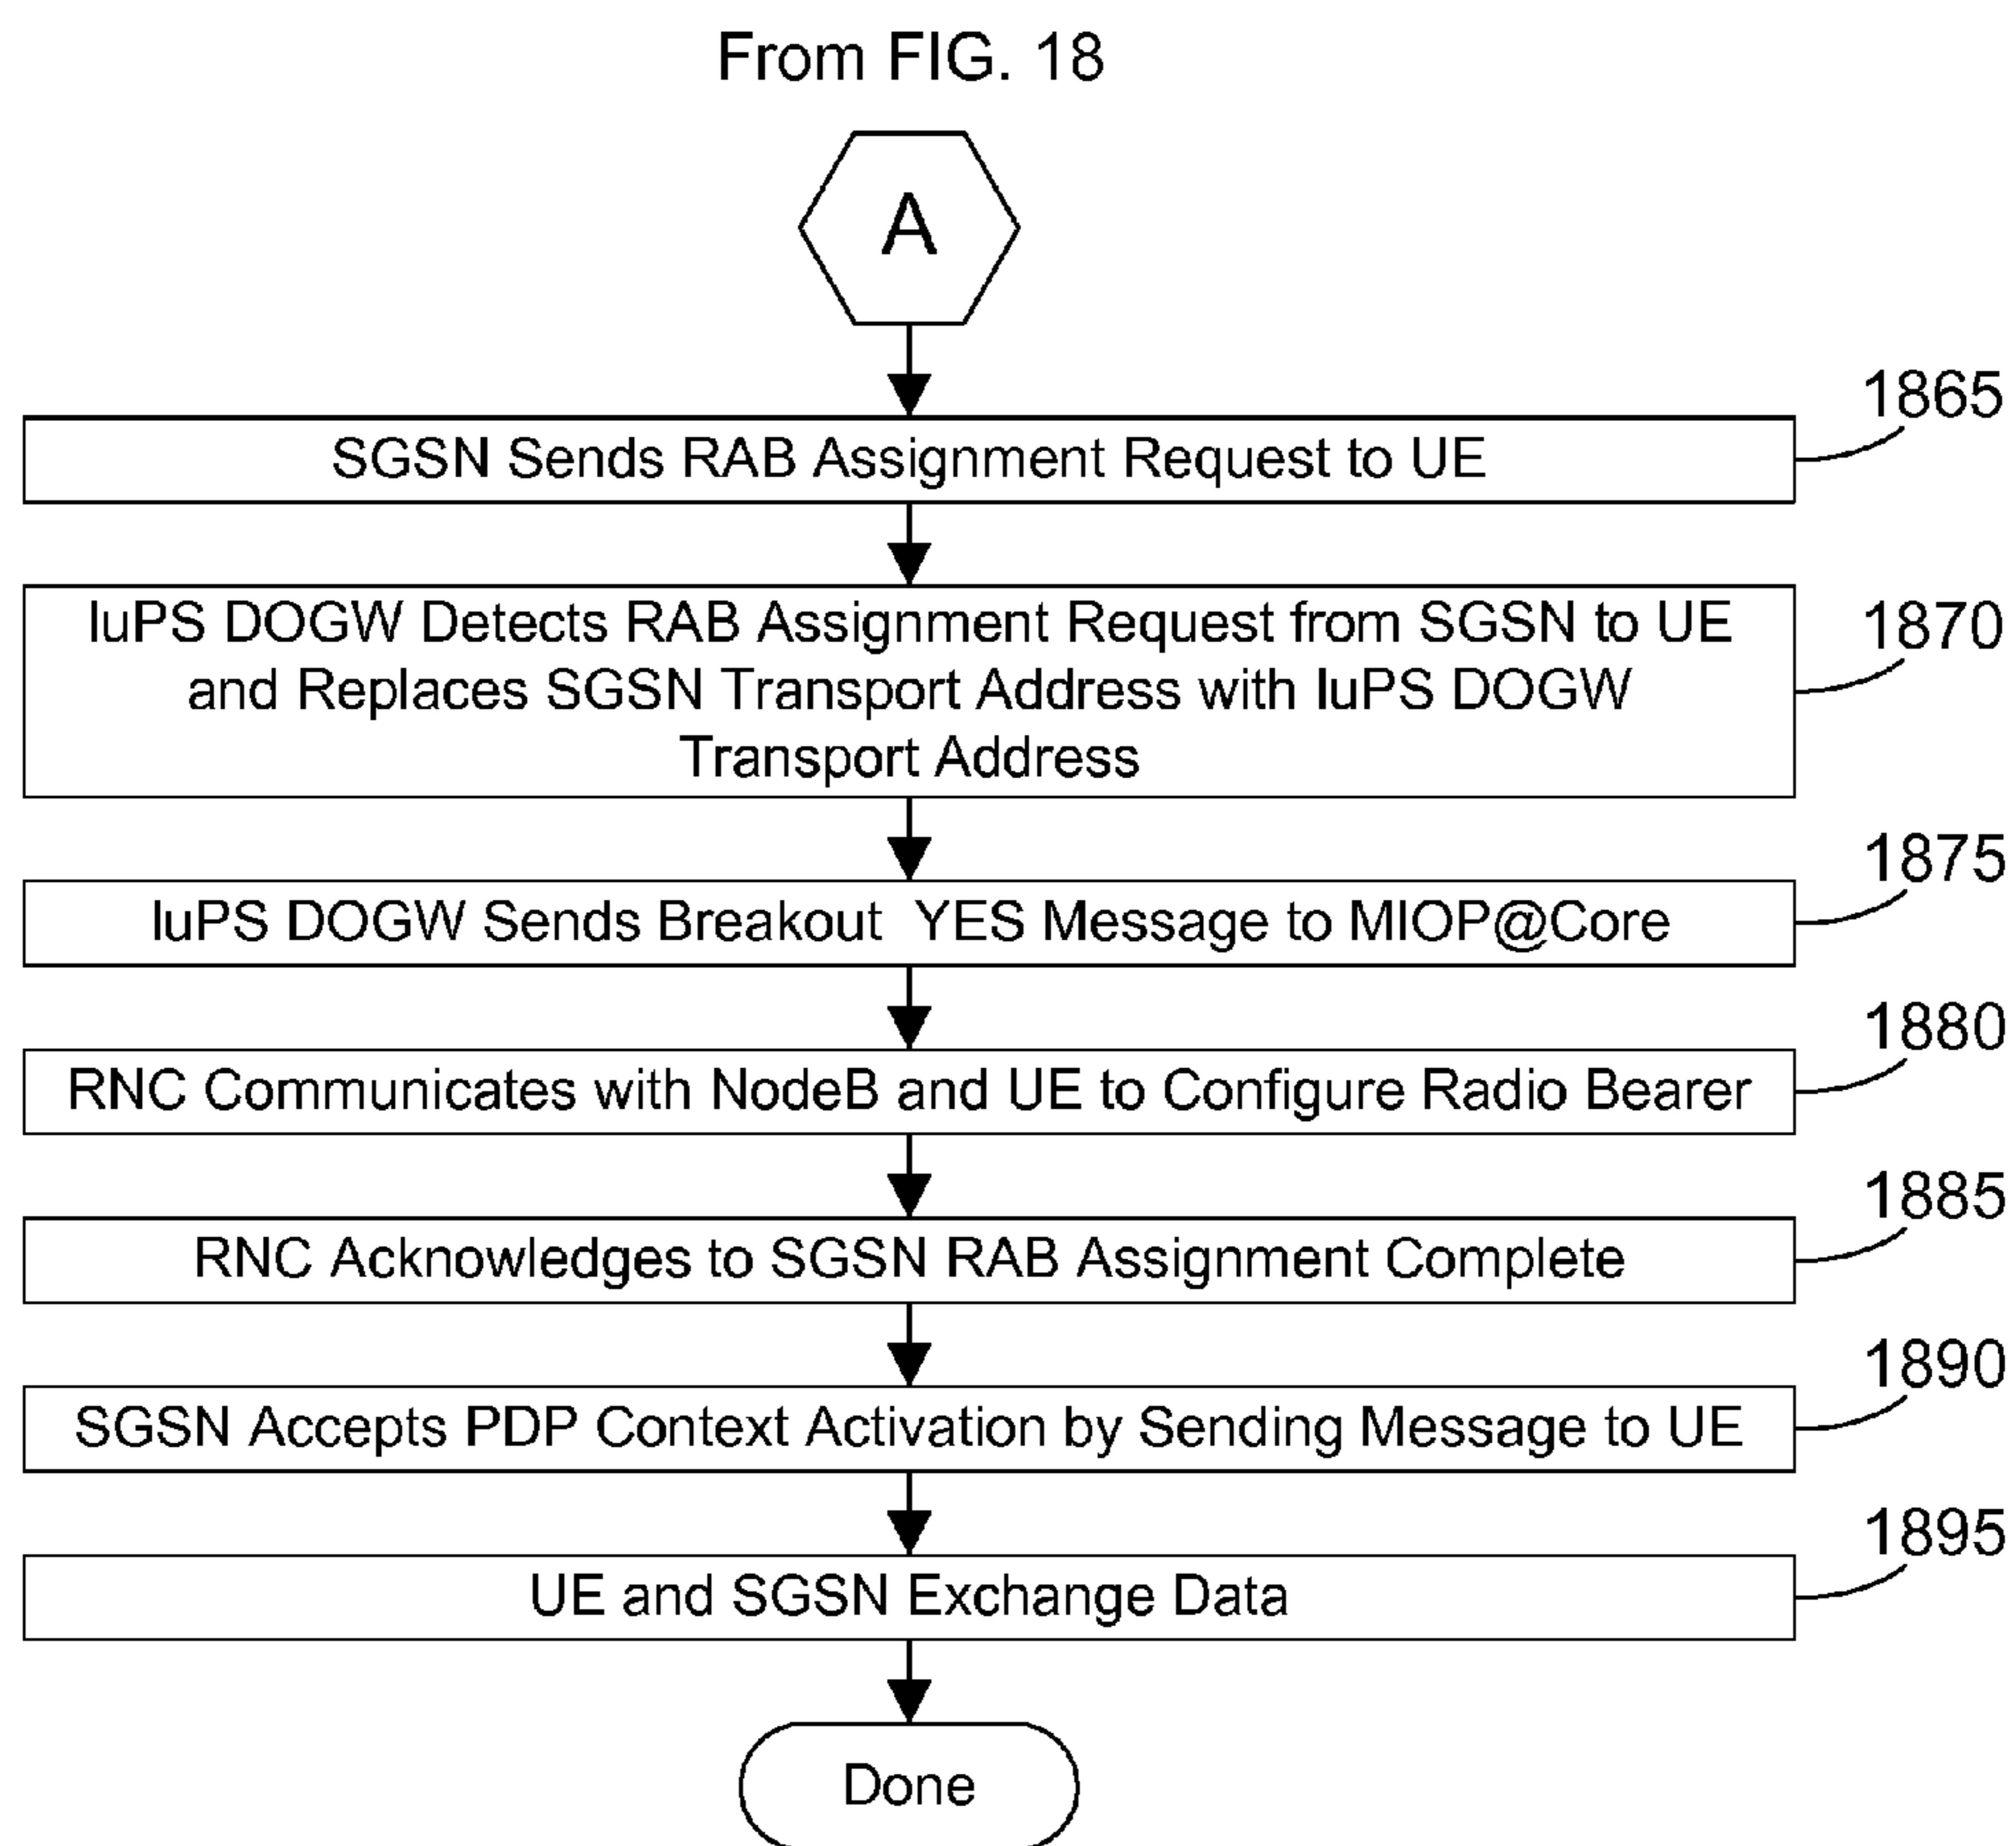 From FIG. 18
A
1865
SGSN Sends RAB Assignment Request to UE
IuPS DOGW Detects RAB Assignment Request from SGSN to UE
1870
and Replaces SGSN Transport Address with IuPS DOGW
Transport Address
1875
IuPS DOGW Sends Breakout YES Message to MIOP@Core
1880
RNC Communicates with NodeB and UE to Configure Radio Bearer
1885
RNC Acknowledges to SGSN RAB Assignment Complete
1890
SGSN Accepts PDP Context Activation by Sending Message to UE
1895
UE and SGSN Exchange Data
Done